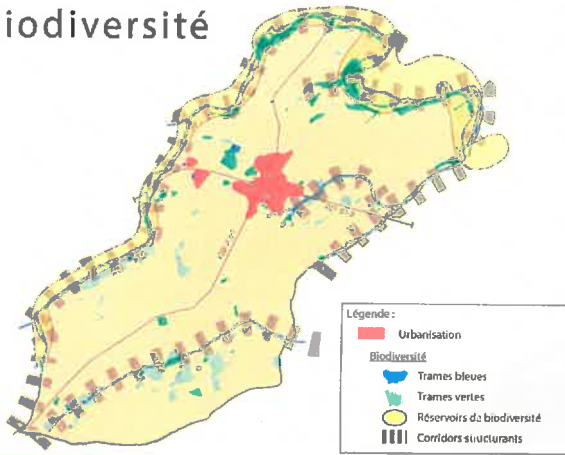 iodiversité
Légende :
Urbanisation
Biodiversité
Trames bleues
Trames vertes
Réservoirs de biodiversité
Corridors structurants